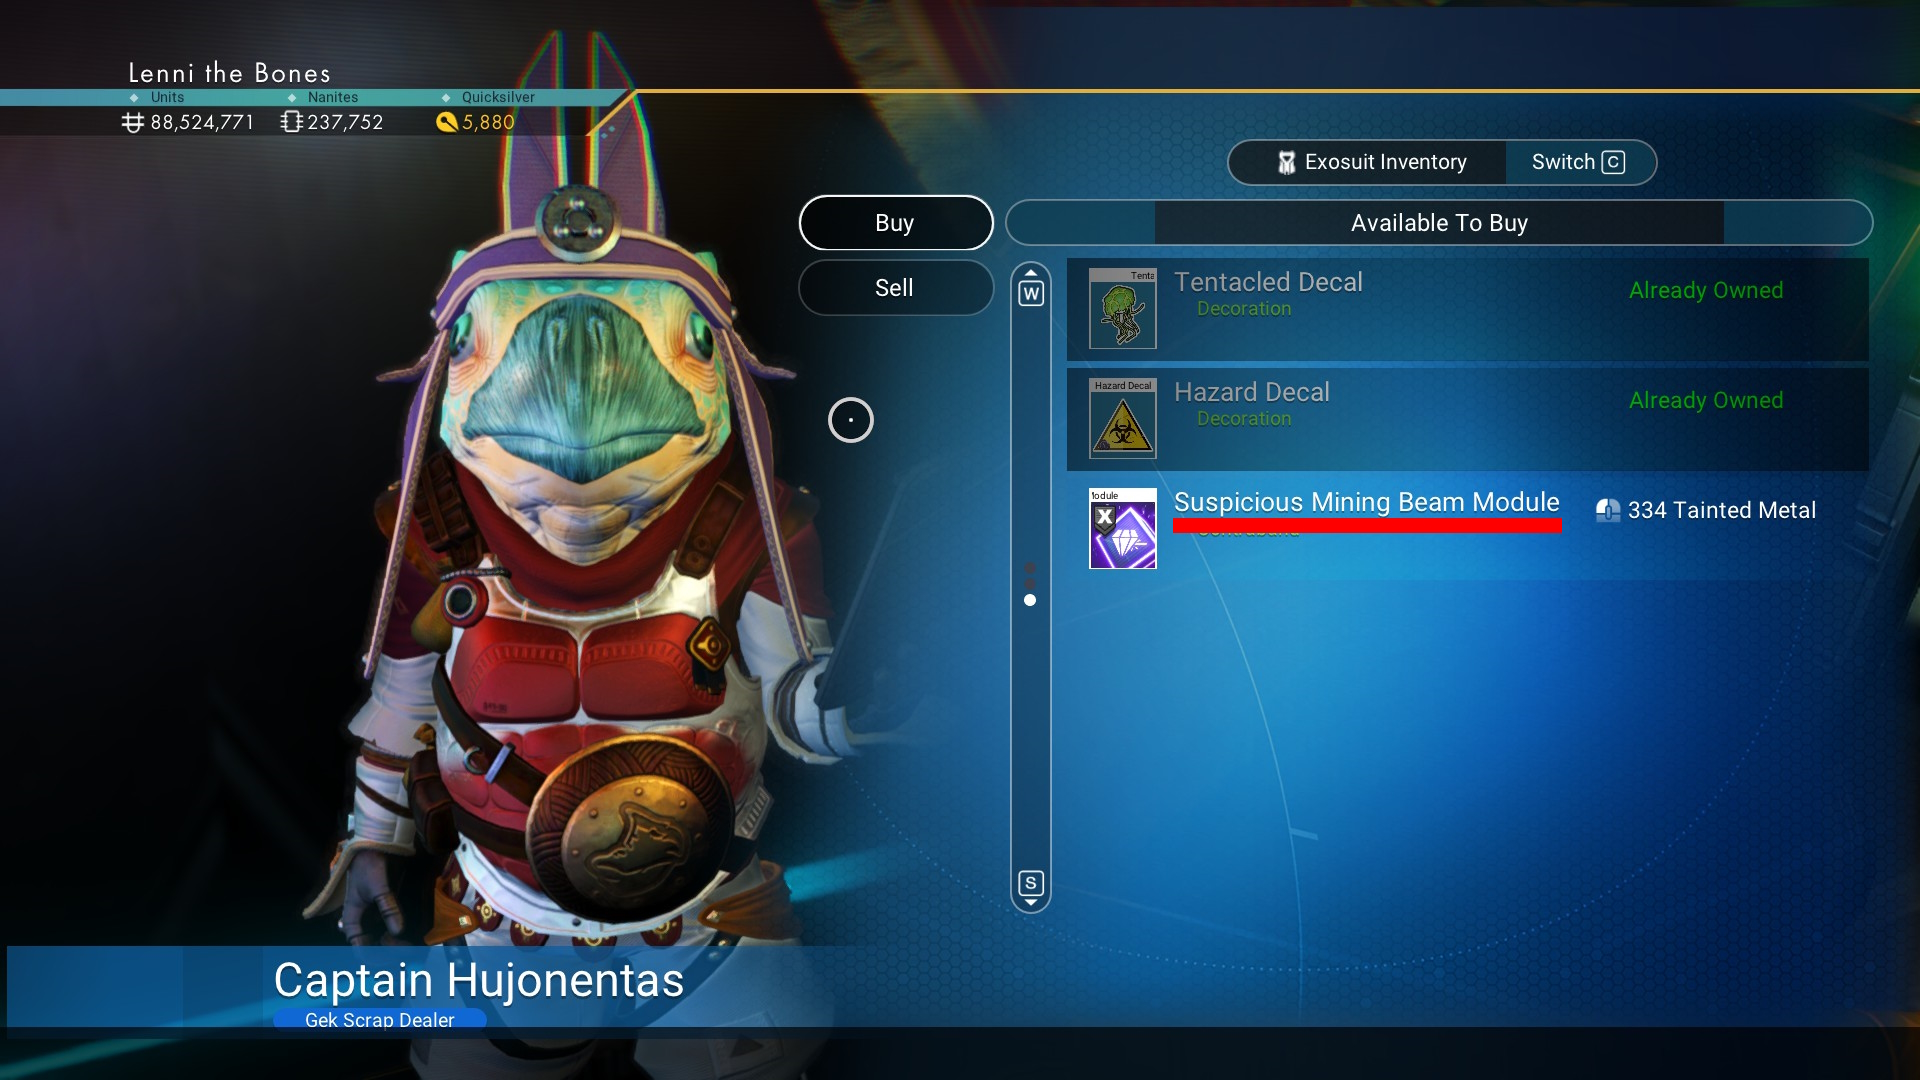 Lenni the Bones
Units Nanites Quicksilver
88,524,771 237,752 5,880
Exosuit Inventory Switch C
Buy
Available To Buy
Sell
W
Tenta
Tentacled Decal
Decoration
Already Owned
Hazard Decal
Hazard Decal
Decoration
Already Owned
Module
X
Suspicious Mining Beam Module
334 Tainted Metal
S
Captain Hujonentas
Gek Scrap Dealer